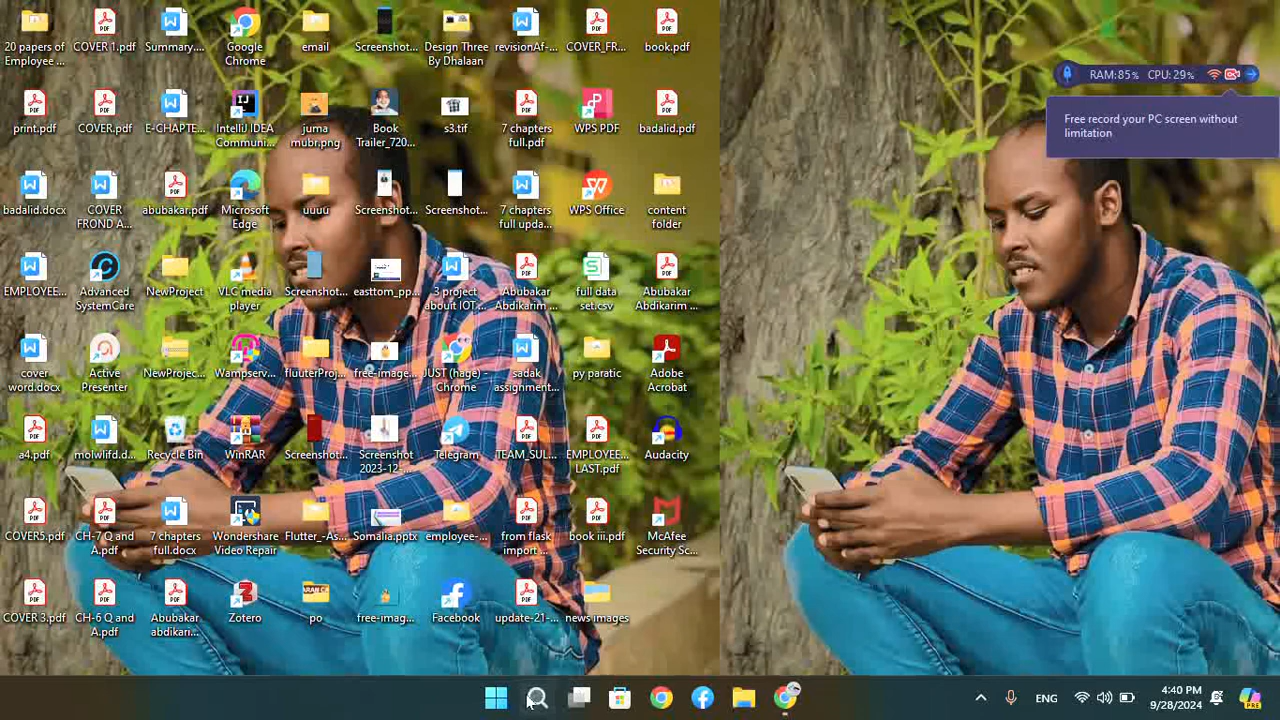 20 papers of
Employee ...
COVER 1.pdf
Summary....
Google
Chrome
email
Screenshot...
Design Three
By Dhalaan
revisionAf-...
COVER_FR...
book.pdf
RAM:85% CPU:29%
Free record your PC screen without
limitation
print.pdf
COVER.pdf
E-CHAPTE...
IntelliJ IDEA
Communi...
juma
mubr.png
Book
Trailer_720...
s3.tif
7 chapters
full.pdf
WPS PDF
badalid.pdf
badalid.docx
COVER
FROND A...
abubakar.pdf
Microsoft
Edge
uuuu
Screenshot...
Screenshot...
7 chapters
full upda...
WPS Office
content
folder
EMPLOYEE...
Advanced
SystemCare
NewProject
VLC media
player
Screenshot...
easttom_pp...
3 project
abouit IOT ...
Abubakar
Abdikarim ...
full data
set.csv
Abubakar
Abdikarim ...
cover
word.docx
Active
Presenter
NewProjec...
Wampserv...
fluuterProj...
free-image...
JUST (hage) -
Chrome
sadak
assignment...
py paratic
Adobe
Acrobat
a4.pdf
molwlifd.d...
Recycle Bin
WinRAR
Screenshot...
Screenshot
2023-12-...
Telegram
TEAM_SUL...
EMPLOYEE...
LAST.pdf
Audacity
COVER5.pdf
CH-7 Q and
A.pdf
7 chapters
full.docx
Wondershare
Video Repair
Flutter_-As...
Somalia.pptx
employee-...
from flask
import ...
book iii.pdf
McAfee
Security Sc...
COVER 3.pdf
CH-6 Q and
A.pdf
Abubakar
abdikari...
Zotero
po
free-imag...
Facebook
update-21-...
news images
ENG
4:40 PM
9/28/2024
PRE